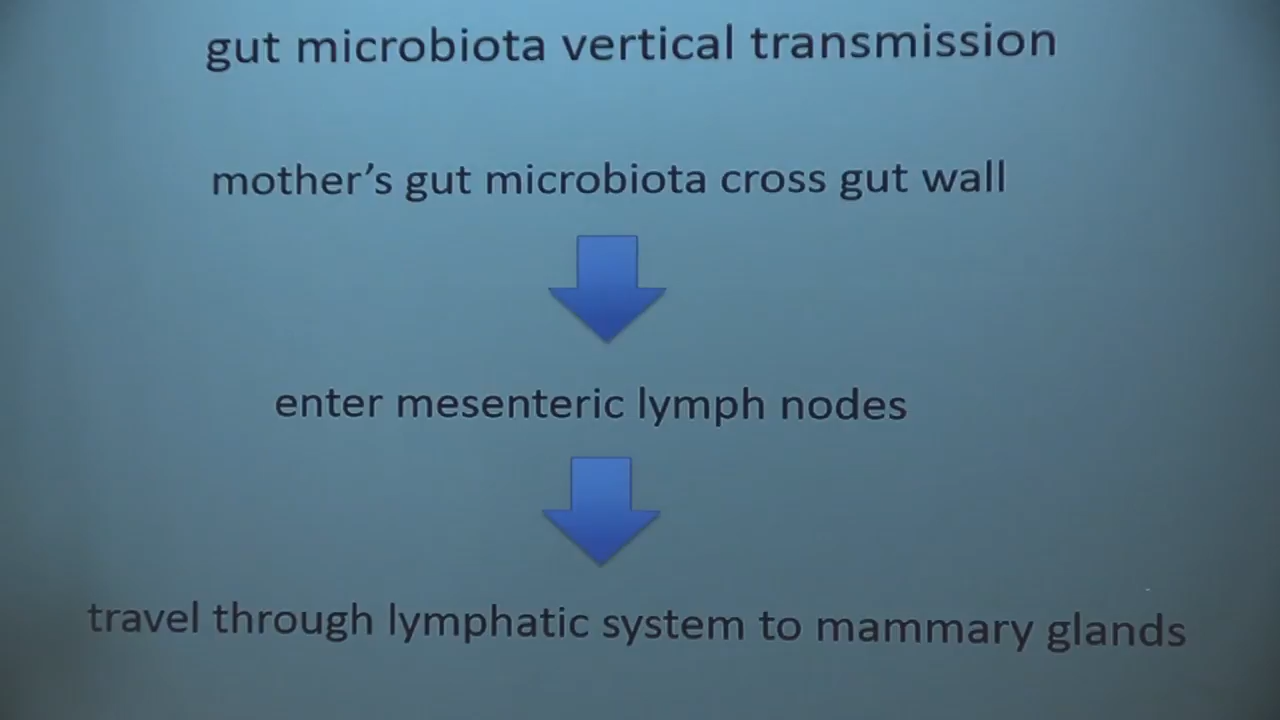 gut microbiota vertical transmission
mother’s gut microbiota cross gut wall
enter mesenteric lymph nodes
travel through lymphatic system to mammary glands